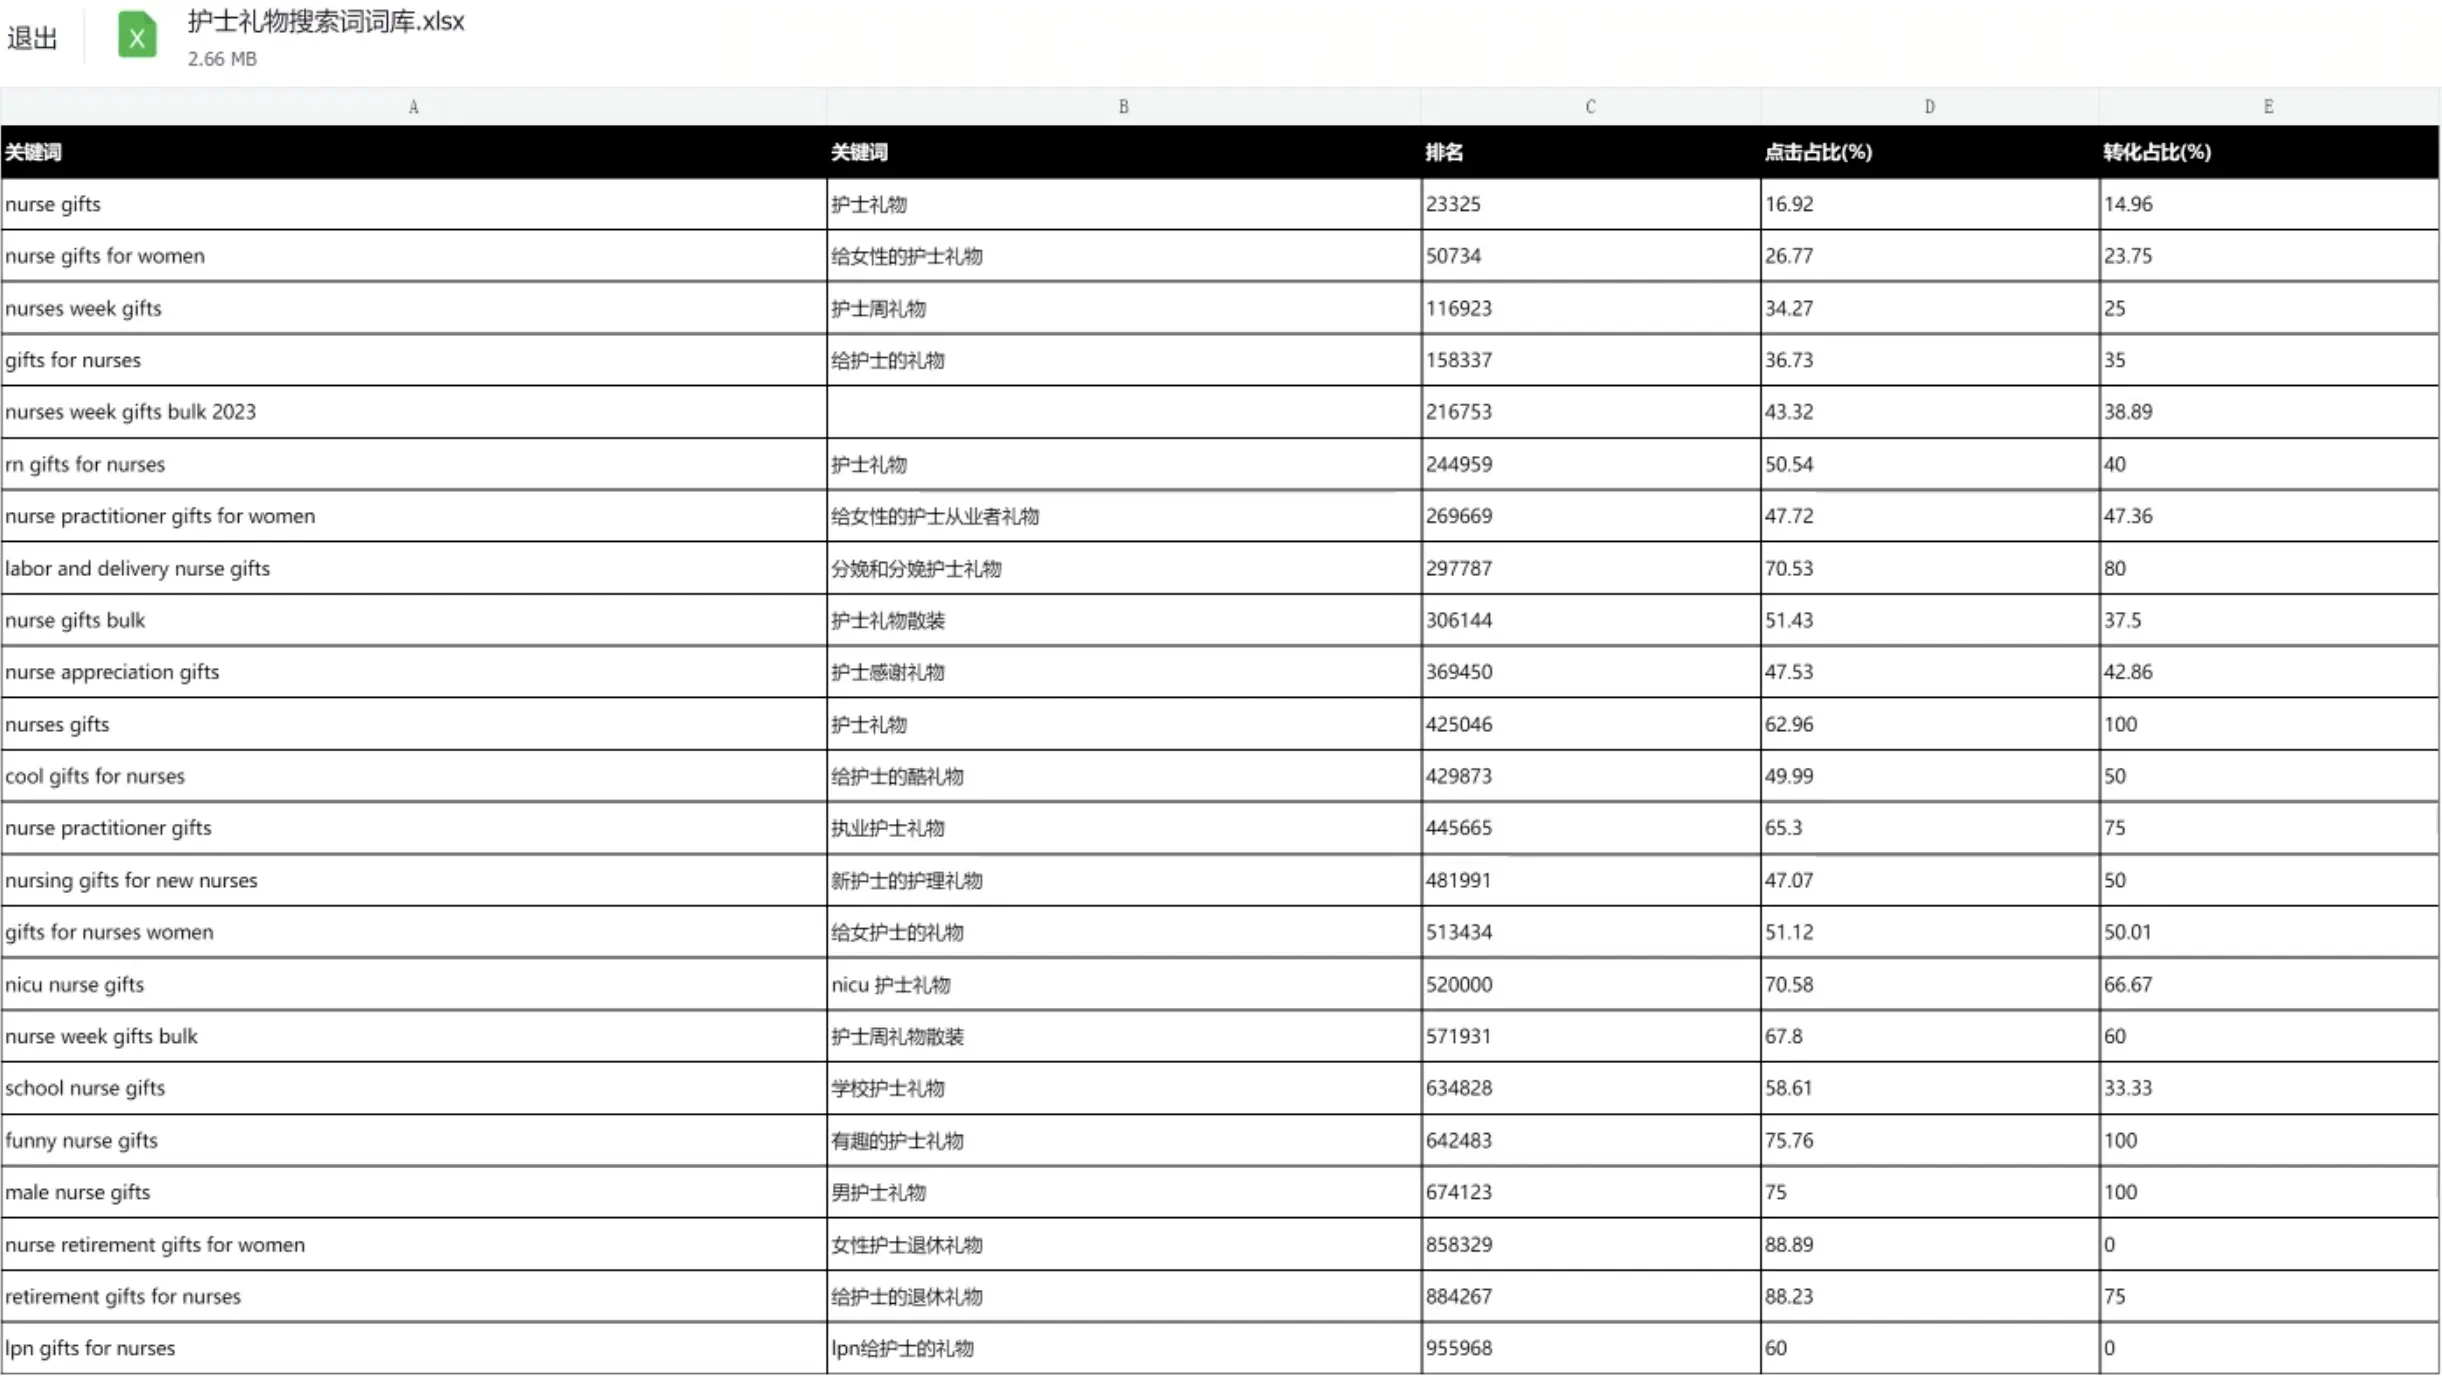 退出
护士礼物搜索词词库.xlsx
2.66 MB
A B C D E
关键词 关键词 排名 点击占比(%) 转化占比(%)
nurse gifts 护士礼物 23325 16.92 14.96
nurse gifts for women 给女性的护士礼物 50734 26.77 23.75
nurses week gifts 护士周礼物 116923 34.27 25
gifts for nurses 给护士的礼物 158337 36.73 35
nurses week gifts bulk 2023 216753 43.32 38.89
rn gifts for nurses 护士礼物 244959 50.54 40
nurse practitioner gifts for women 给女性的护士从业者礼物 269669 47.72 47.36
labor and delivery nurse gifts 分娩和分娩护士礼物 297787 70.53 80
nurse gifts bulk 护士礼物散装 306144 51.43 37.5
nurse appreciation gifts 护士感谢礼物 369450 47.53 42.86
nurses gifts 护士礼物 425046 62.96 100
cool gifts for nurses 给护士的酷礼物 429873 49.99 50
nurse practitioner gifts 执业护士礼物 445665 65.3 75
nursing gifts for new nurses 新护士的护理礼物 481991 47.07 50
gifts for nurses women 给女护士的礼物 513434 51.12 50.01
nicu nurse gifts nicu 护士礼物 520000 70.58 66.67
nurse week gifts bulk 护士周礼物散装 571931 67.8 60
school nurse gifts 学校护士礼物 634828 58.61 33.33
funny nurse gifts 有趣的护士礼物 642483 75.76 100
male nurse gifts 男护士礼物 674123 75 100
nurse retirement gifts for women 女性护士退休礼物 858329 88.89 0
retirement gifts for nurses 给护士的退休礼物 884267 88.23 75
lpn gifts for nurses lpn给护士的礼物 955968 60 0